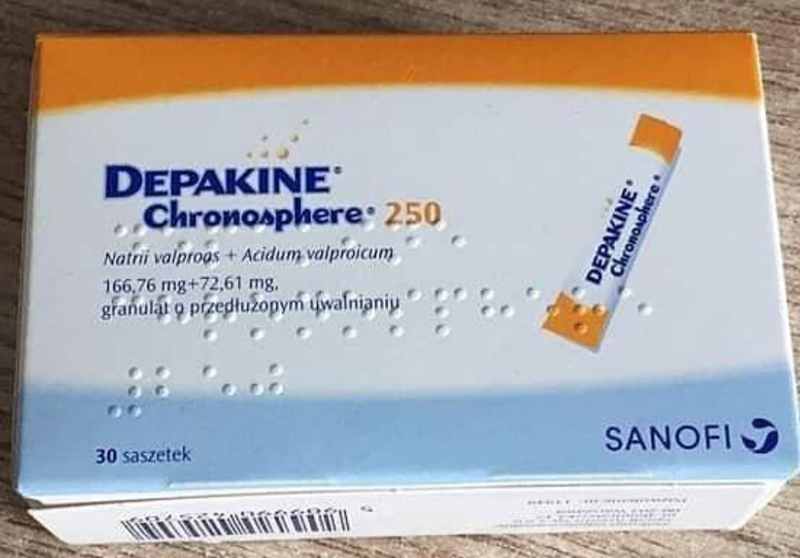 DEPAKINE®
Chronosphere® 250
Natrii valproas + Acidum valproicum
166,76 mg+72,61 mg,
granulat o przedłużonym uwalnianiu
DEPAKINE®
Chronosphere®
30 saszetek
SANOFI